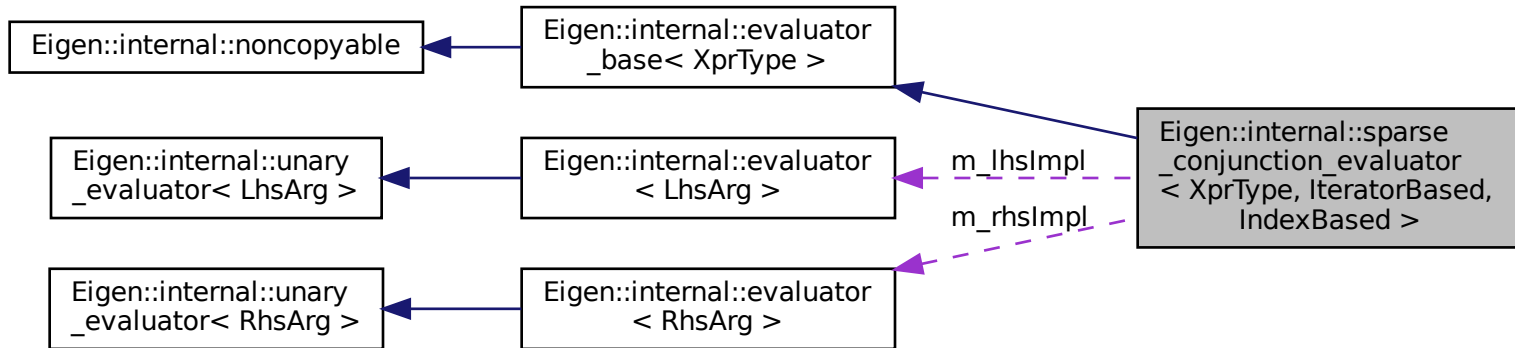 Eigen::internal::noncopyable
Eigen::internal::evaluator
_base< XprType >
Eigen::internal::unary
_evaluator< LhsArg >
Eigen::internal::evaluator
< LhsArg >
m_lhsImpl
Eigen::internal::sparse
_conjunction_evaluator
< XprType, IteratorBased,
IndexBased >
m_rhsImpl
Eigen::internal::unary
_evaluator< RhsArg >
Eigen::internal::evaluator
< RhsArg >